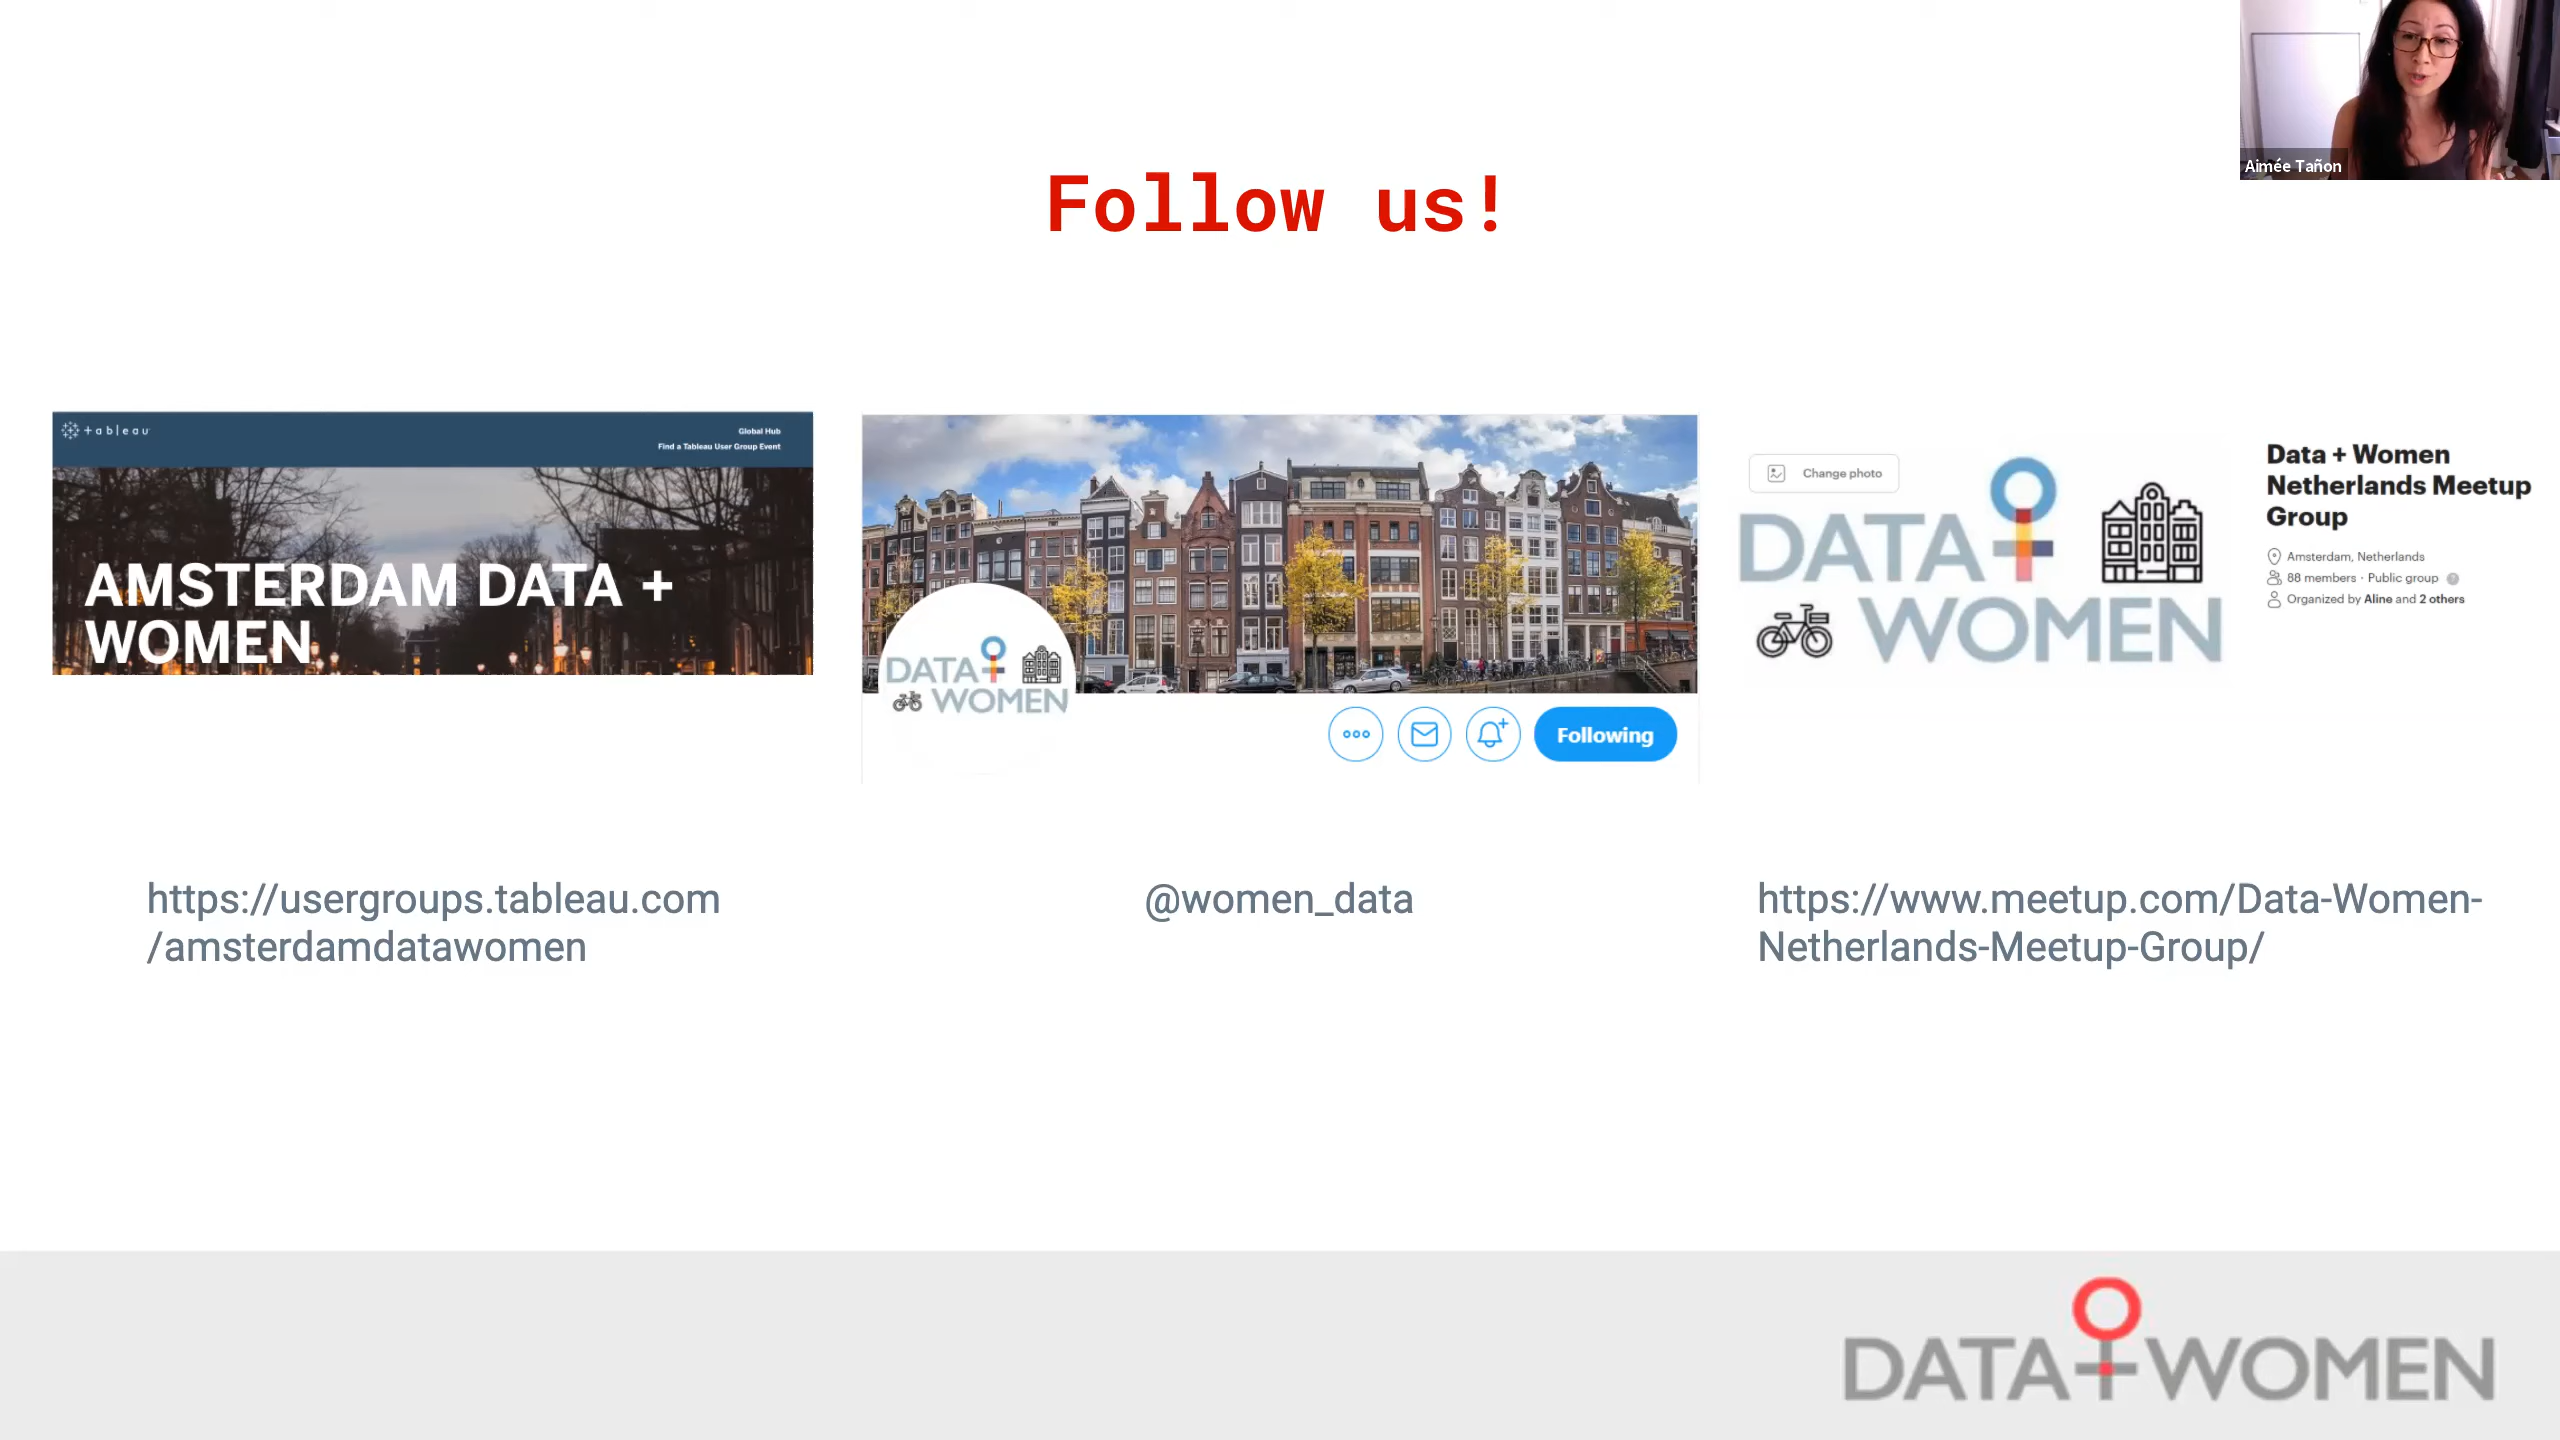 Aimée Tañon
Follow us!
+ableau
Global Hub
Find a Tableau User Group Event
AMSTERDAM DATA +
WOMEN
DATA
WOMEN
Following
Change photo
DATA
WOMEN
Data + Women
Netherlands Meetup
Group
Amsterdam, Netherlands
88 members · Public group ?
Organized by Aline and 2 others
https://usergroups.tableau.com
/amsterdamdatawomen
@women_data
https://www.meetup.com/Data-Women-
Netherlands-Meetup-Group/
DATA WOMEN